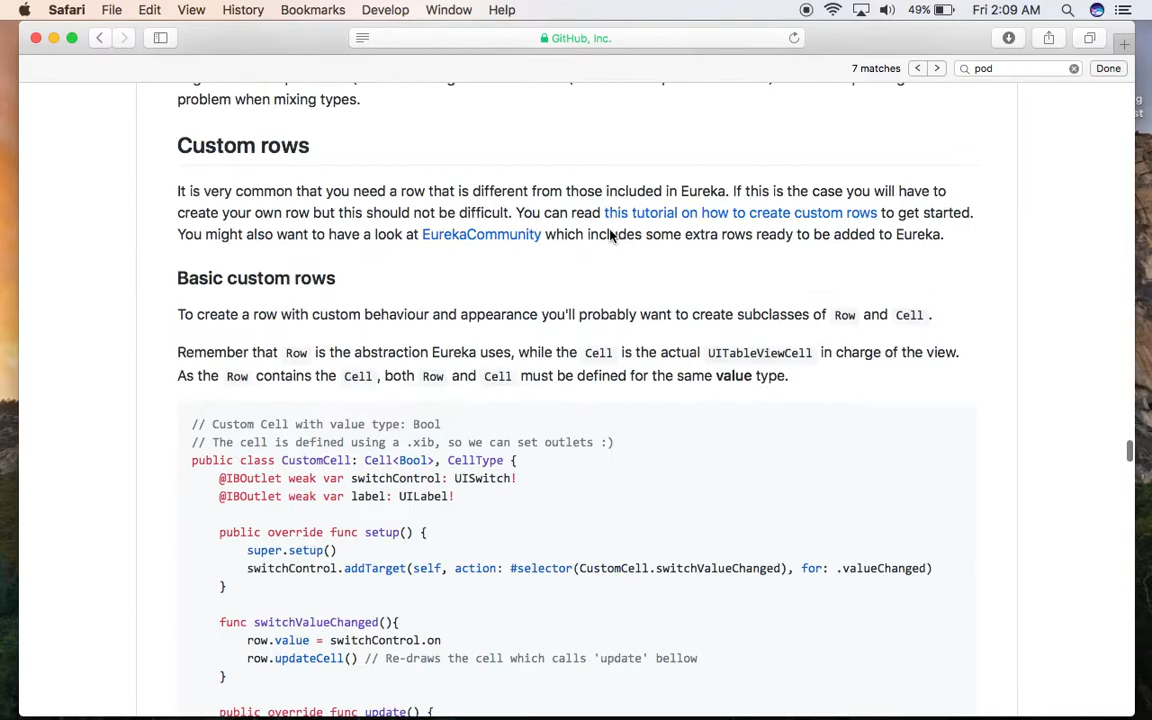 Safari File Edit View History Bookmarks Develop Window Help 49% Fri 2:09 AM
GitHub, Inc.
7 matches pod Done
problem when mixing types.
Custom rows
It is very common that you need a row that is different from those included in Eureka. If this is the case you will have to
create your own row but this should not be difficult. You can read this tutorial on how to create custom rows to get started.
You might also want to have a look at EurekaCommunity which includes some extra rows ready to be added to Eureka.
Basic custom rows
To create a row with custom behaviour and appearance you'll probably want to create subclasses of Row and Cell.
Remember that Row is the abstraction Eureka uses, while the Cell is the actual UITableViewCell in charge of the view.
As the Row contains the Cell, both Row and Cell must be defined for the same value type.
// Custom Cell with value type: Bool
// The cell is defined using a .xib, so we can set outlets :)
public class CustomCell: Cell<Bool>, CellType {
@IBOutlet weak var switchControl: UISwitch!
@IBOutlet weak var label: UILabel!
public override func setup() {
super.setup()
switchControl.addTarget(self, action: #selector(CustomCell.switchValueChanged), for: .valueChanged)
}
func switchValueChanged(){
row.value = switchControl.on
row.updateCell() // Re-draws the cell which calls 'update' bellow
}
public override func update() {